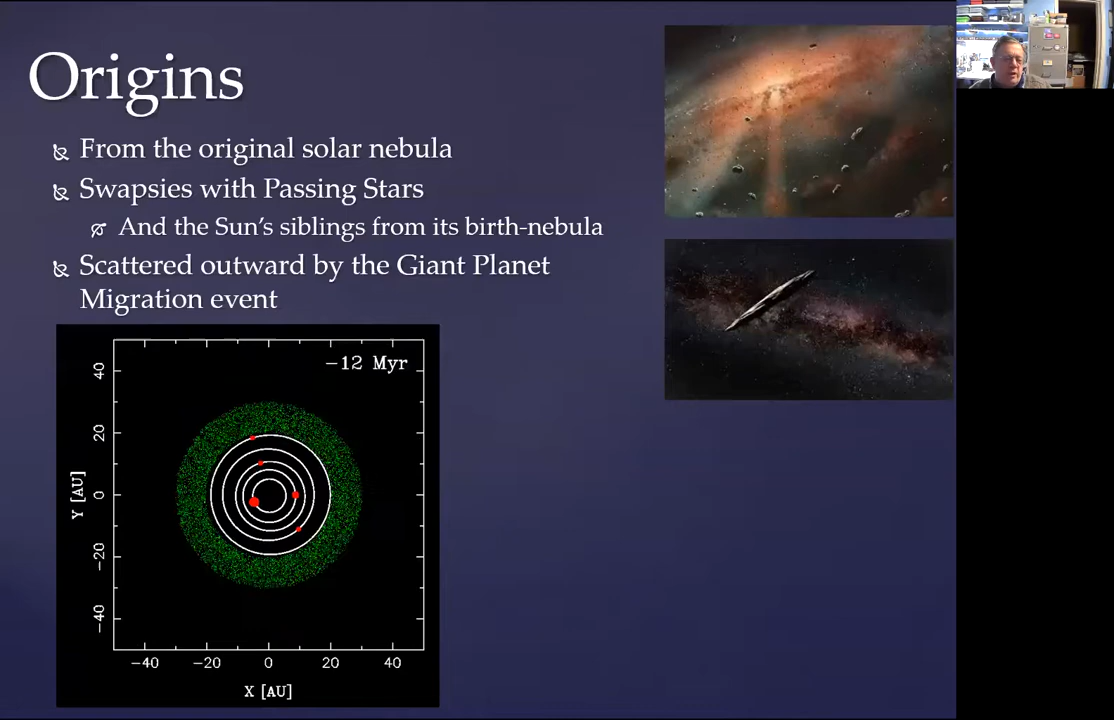 Origins
From the original solar nebula
Swapsies with Passing Stars
And the Sun's siblings from its birth-nebula
Scattered outward by the Giant Planet
Migration event
−12 Myr
40
20
0
−20
−40
Y [AU]
−40 −20 0 20 40
X [AU]